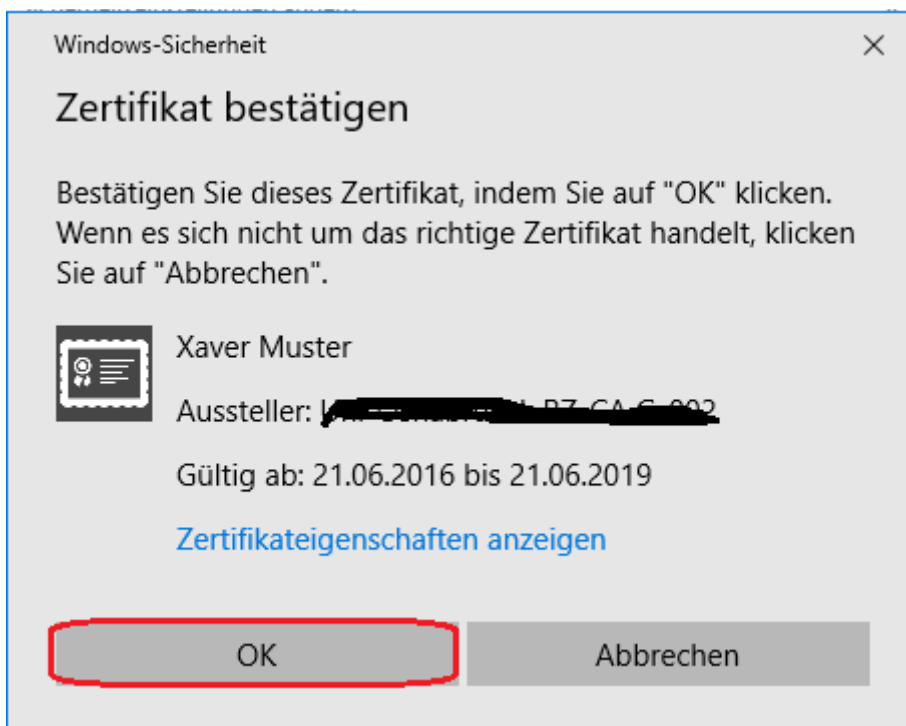 Windows-Sicherheit
Zertifikat bestätigen
Bestätigen Sie dieses Zertifikat, indem Sie auf "OK" klicken.
Wenn es sich nicht um das richtige Zertifikat handelt, klicken
Sie auf "Abbrechen".
Xaver Muster
Aussteller:
Gültig ab: 21.06.2016 bis 21.06.2019
Zertifikateigenschaften anzeigen
OK
Abbrechen